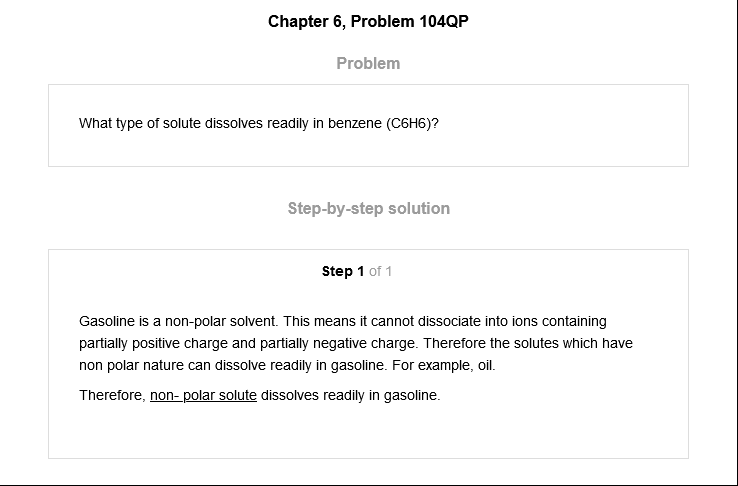 Chapter 6, Problem 104QP
Problem
What type of solute dissolves readily in benzene (C6H6)?
Step-by-step solution
Step 1 of 1
Gasoline is a non-polar solvent. This means it cannot dissociate into ions containing
partially positive charge and partially negative charge. Therefore the solutes which have
non polar nature can dissolve readily in gasoline. For example, oil.
Therefore, non- polar solute dissolves readily in gasoline.